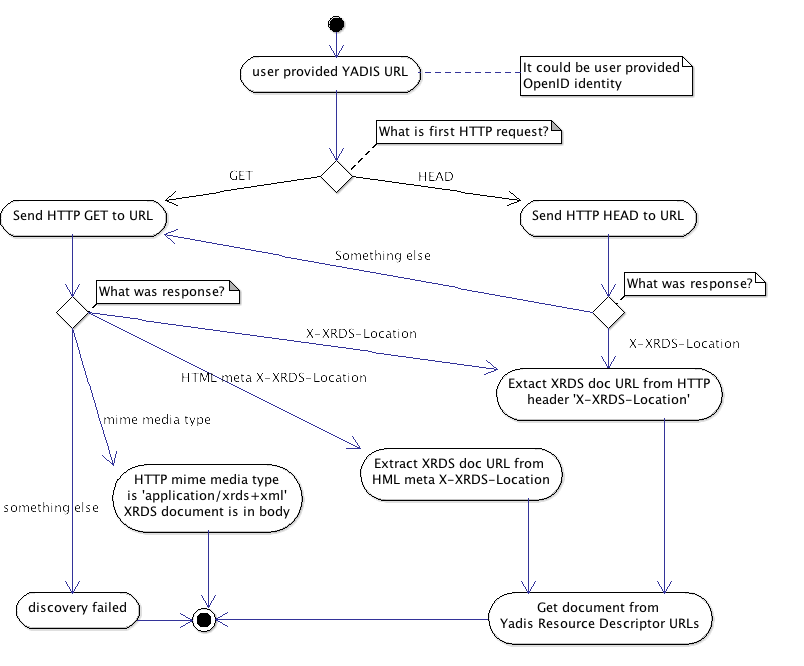 user provided YADIS URL
It could be user provided
OpenID identity
What is first HTTP request?
GET
HEAD
Send HTTP GET to URL
Send HTTP HEAD to URL
Something else
What was response?
What was response?
X-XRDS-Location
X-XRDS-Location
HTML meta X-XRDS-Location
Extact XRDS doc URL from HTTP
header 'X-XRDS-Location'
mime media type
Extract XRDS doc URL from
HML meta X-XRDS-Location
HTTP mime media type
is 'application/xrds+xml'
XRDS document is in body
something else
discovery failed
Get document from
Yadis Resource Descriptor URLs